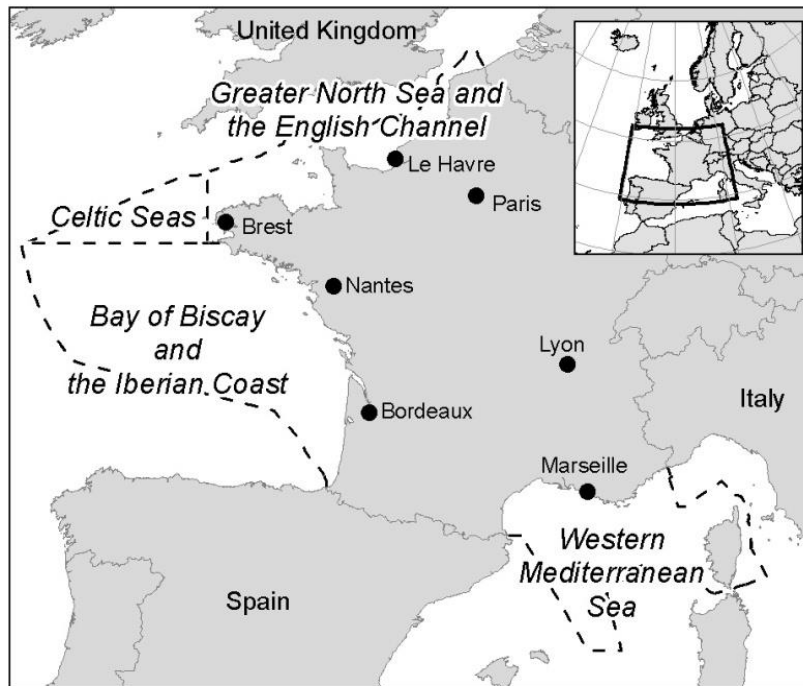 United Kingdom
Greater North Sea and
the English Channel
Le Havre
Paris
Celtic Seas
Brest
Nantes
Bay of Biscay
and
the Iberian Coast
Lyon
Bordeaux
Italy
Marseille
Western
Mediterranean
Sea
Spain